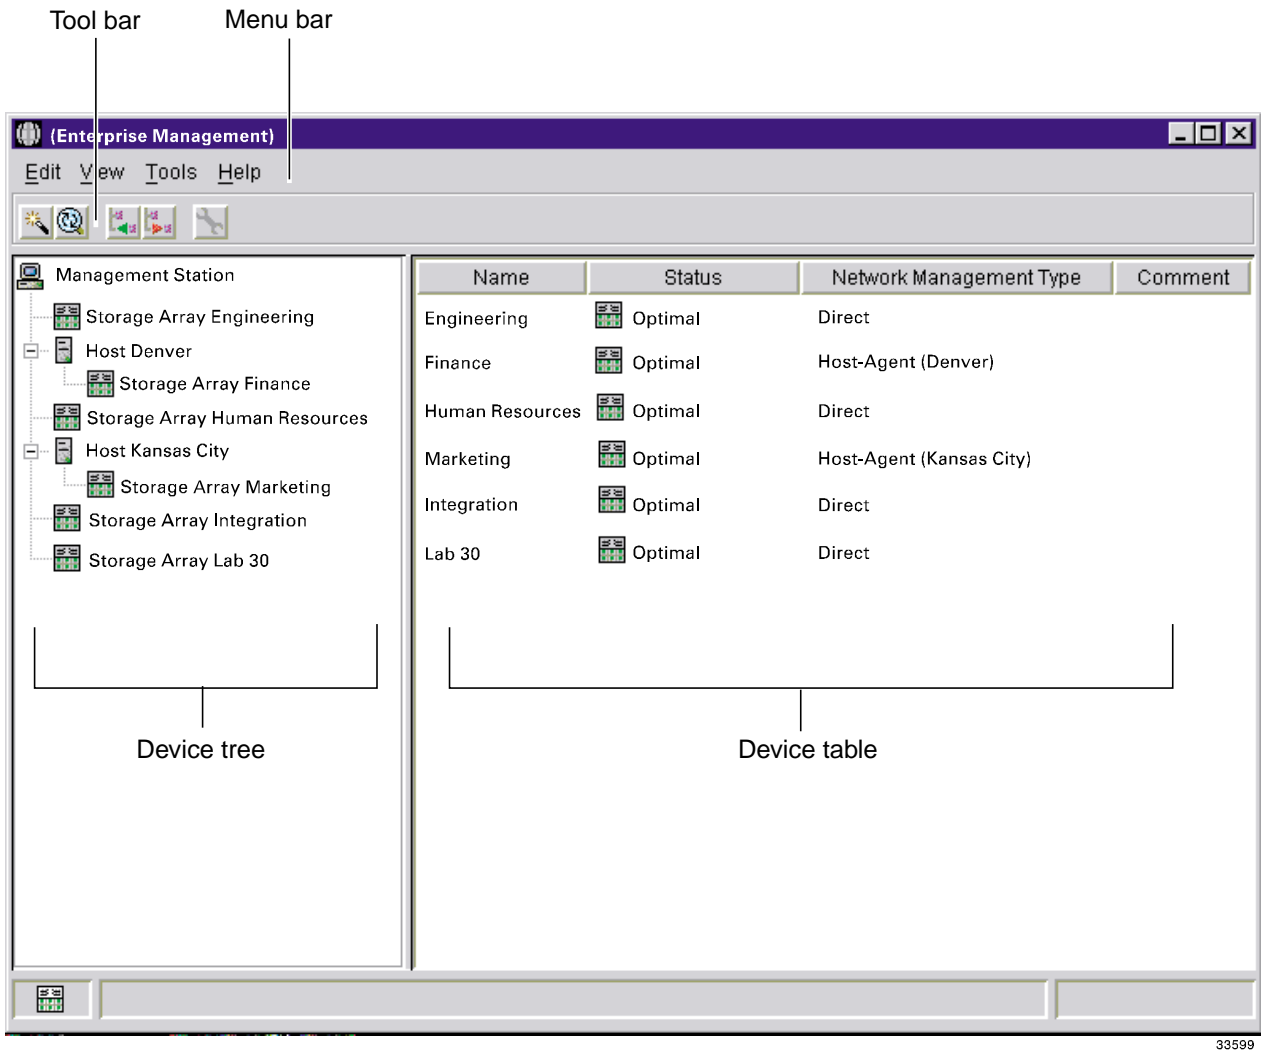 Tool bar
Menu bar
(Enterprise Management)
Edit View Tools Help
Management Station
Storage Array Engineering
Host Denver
Storage Array Finance
Storage Array Human Resources
Host Kansas City
Storage Array Marketing
Storage Array Integration
Storage Array Lab 30
Name Status Network Management Type Comment
Engineering Optimal Direct
Finance Optimal Host-Agent (Denver)
Human Resources Optimal Direct
Marketing Optimal Host-Agent (Kansas City)
Integration Optimal Direct
Lab 30 Optimal Direct
Device tree
Device table
33599